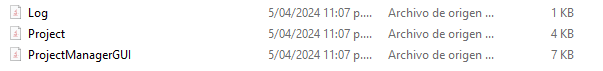 Log 5/04/2024 11:07 p.... Archivo de origen ... 1 KB
Project 5/04/2024 11:07 p.... Archivo de origen ... 4 KB
ProjectManagerGUI 5/04/2024 11:07 p.... Archivo de origen ... 7 KB